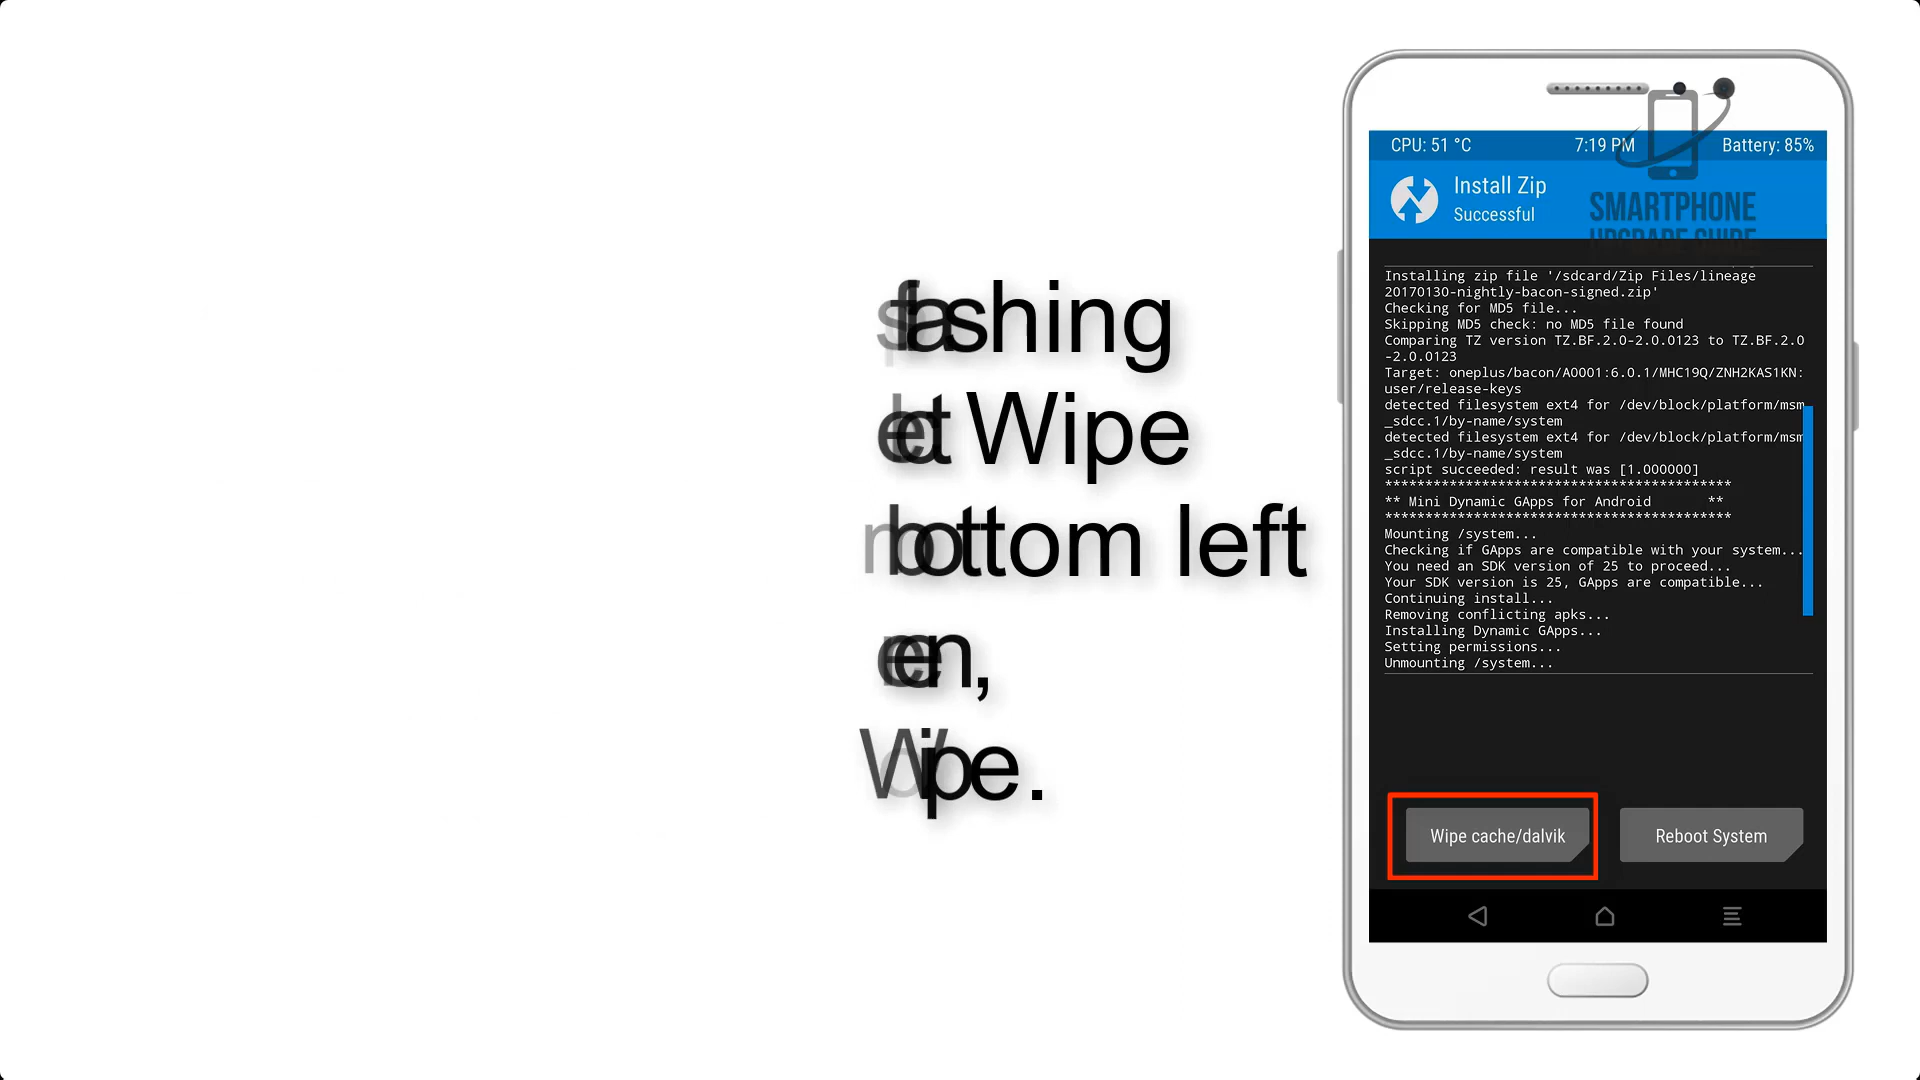 flashing
Wipe
bottom left
Wipe.
CPU: 51 °C 7:19 PM Battery: 85%
Install Zip
Successful
SMARTPHONE
UPGRADE GUIDE
Installing zip file '/sdcard/Zip Files/lineage
20170130-nightly-bacon-signed.zip'
Checking for MD5 file...
Skipping MD5 check: no MD5 file found
Comparing TZ version TZ.BF.2.0-2.0.0123 to TZ.BF.2.0
-2.0.0123
Target: oneplus/bacon/A0001:6.0.1/MHC19Q/ZNH2KAS1KN:
user/release-keys
detected filesystem ext4 for /dev/block/platform/msm
_sdcc.1/by-name/system
detected filesystem ext4 for /dev/block/platform/msm
_sdcc.1/by-name/system
script succeeded: result was [1.000000]
*******************************************
** Mini Dynamic GApps for Android **
*******************************************
Mounting /system...
Checking if GApps are compatible with your system...
You need an SDK version of 25 to proceed...
Your SDK version is 25, GApps are compatible...
Continuing install...
Removing conflicting apks...
Installing Dynamic GApps...
Setting permissions...
Unmounting /system...
Wipe cache/dalvik
Reboot System